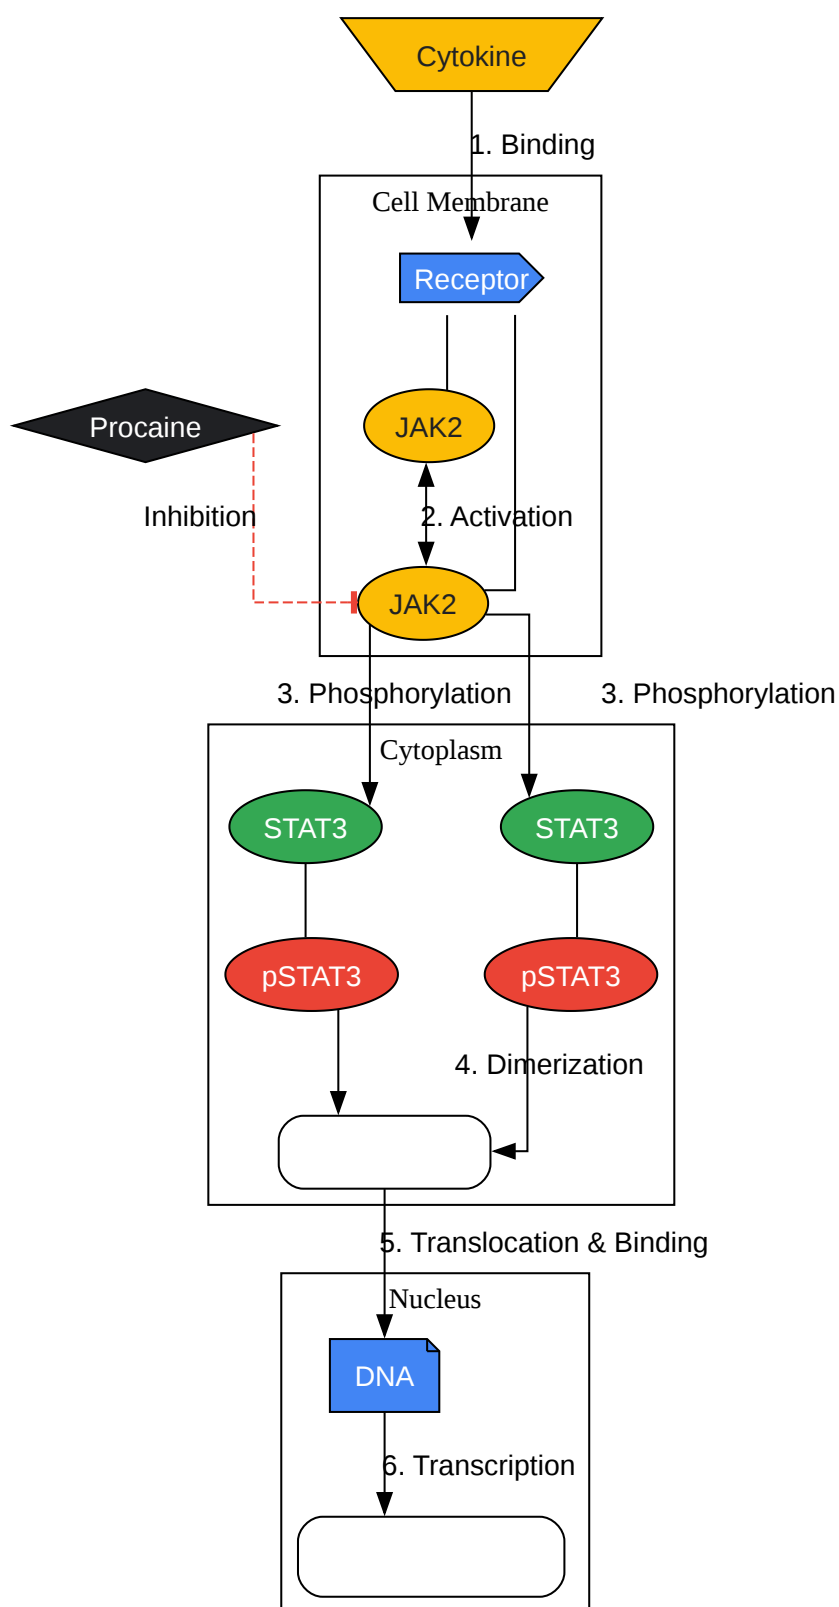 Cytokine
1. Binding
Cell Membrane
Receptor
Procaine
JAK2
Inhibition
2. Activation
JAK2
3. Phosphorylation
3. Phosphorylation
Cytoplasm
STAT3
STAT3
pSTAT3
pSTAT3
4. Dimerization
5. Translocation & Binding
Nucleus
DNA
6. Transcription